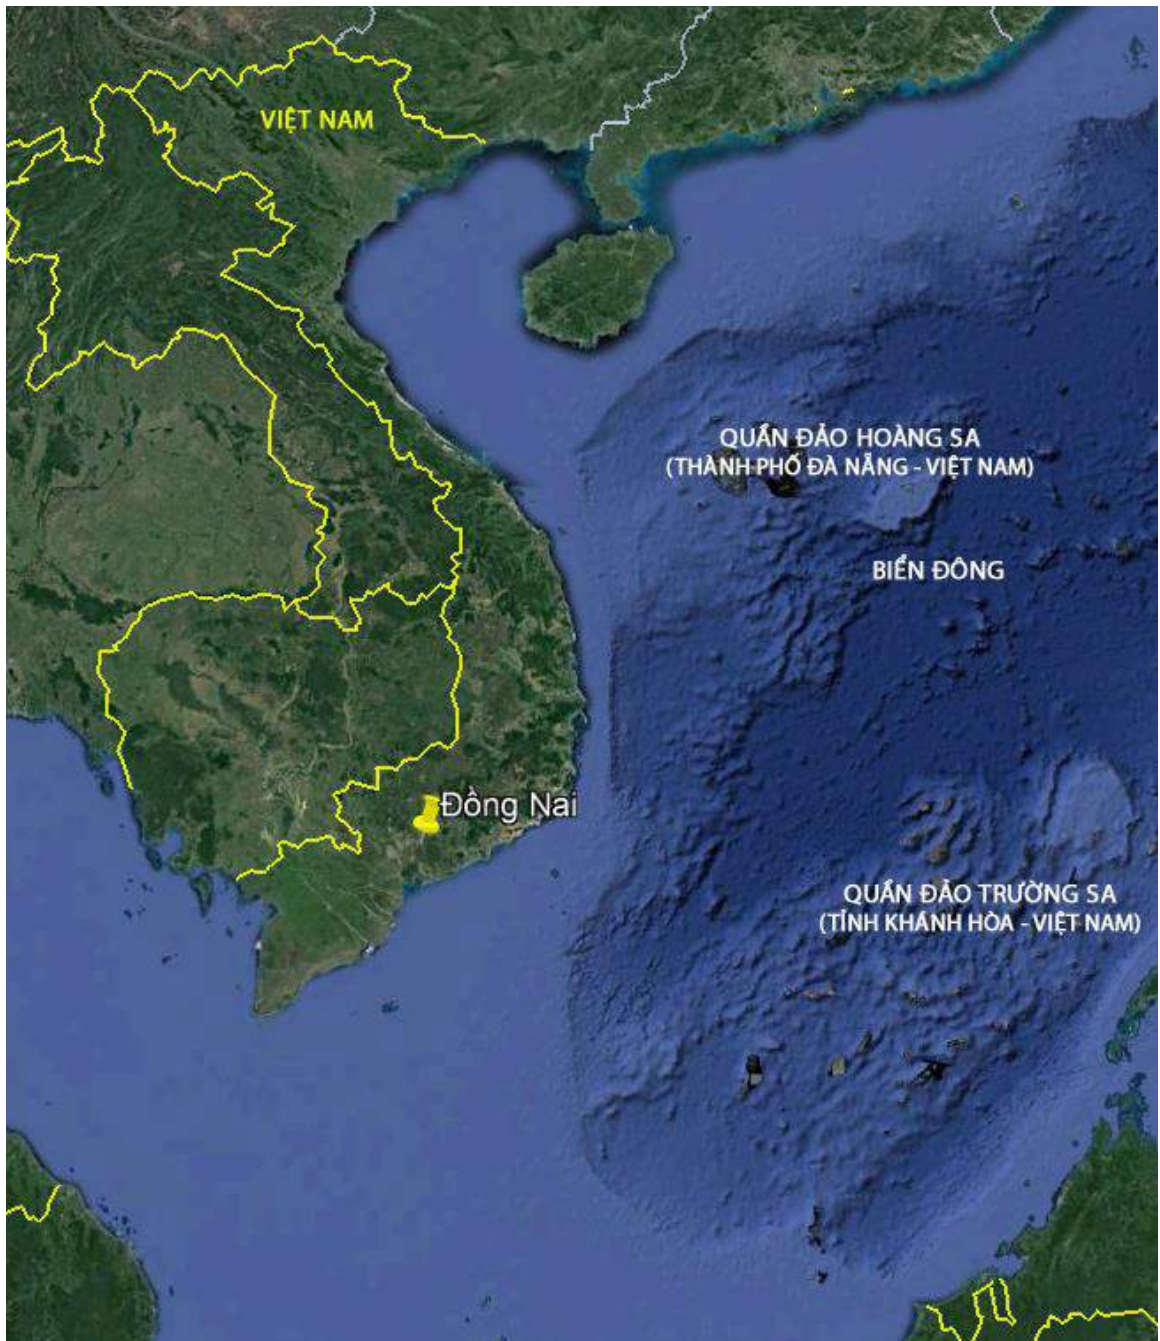 VIỆT NAM
QUẦN ĐẢO HOÀNG SA
(THÀNH PHỐ ĐÀ NẴNG - VIỆT NAM)
BIỂN ĐÔNG
Đồng Nai
QUẦN ĐẢO TRƯỜNG SA
(TỈNH KHÁNH HÒA - VIỆT NAM)